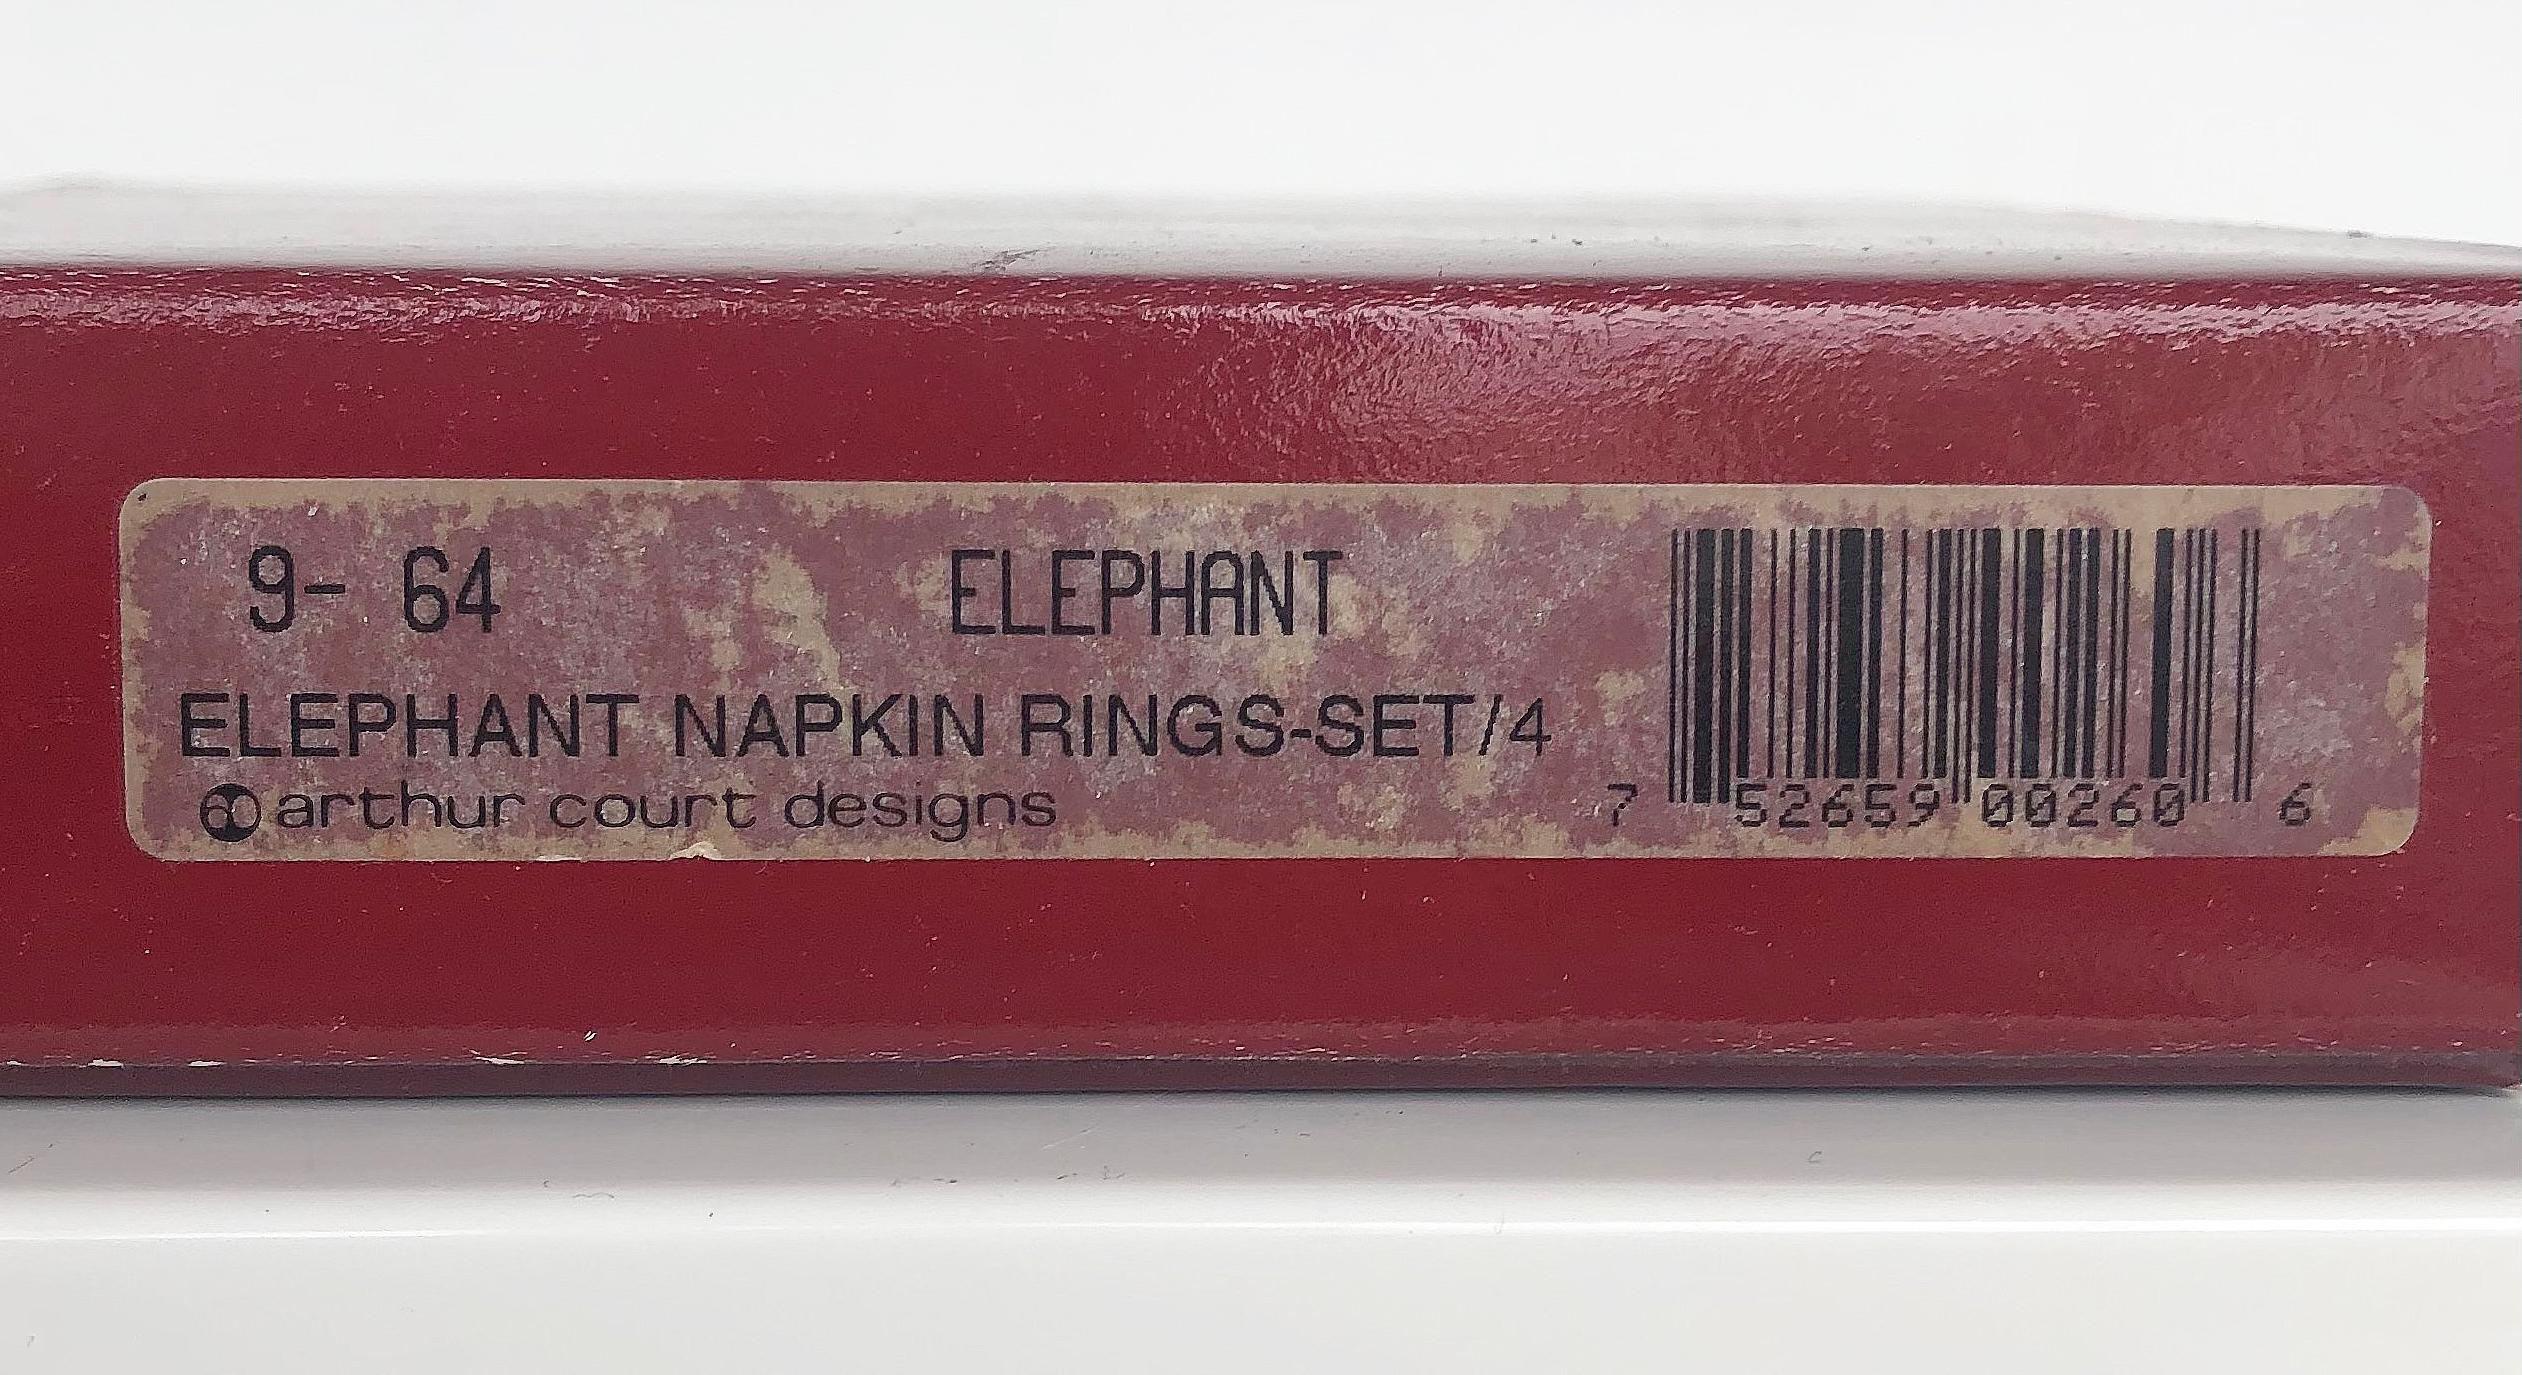 9- 64 ELEPHANT
ELEPHANT NAPKIN RINGS-SET/4
arthur court designs
7 52659 00260 6